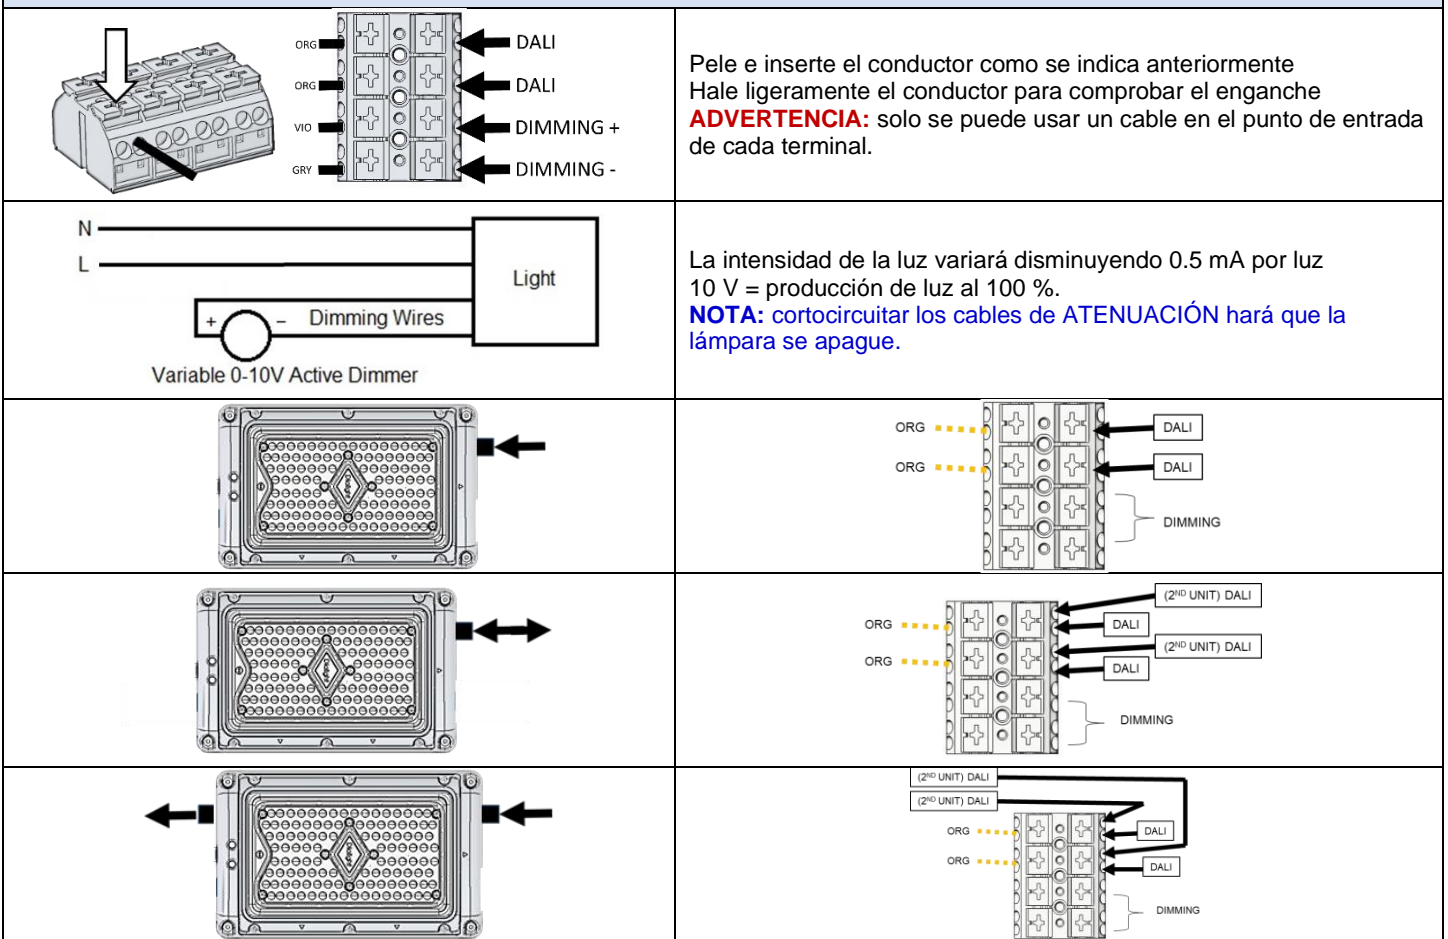 ORG
DALI
ORG
DALI
VIO
DIMMING +
GRY
DIMMING -
Pele e inserte el conductor como se indica anteriormente
Hale ligeramente el conductor para comprobar el enganche
ADVERTENCIA: solo se puede usar un cable en el punto de entrada
de cada terminal.
N
L
Light
+
–
Dimming Wires
Variable 0-10V Active Dimmer
La intensidad de la luz variará disminuyendo 0.5 mA por luz
10 V = producción de luz al 100 %.
NOTA: cortocircuitar los cables de ATENUACIÓN hará que la
lámpara se apague.
ORG
DALI
ORG
DALI
DIMMING
(2ND UNIT) DALI
ORG
DALI
(2ND UNIT) DALI
ORG
DALI
DIMMING
(2ND UNIT) DALI
(2ND UNIT) DALI
ORG
DALI
ORG
DALI
DIMMING